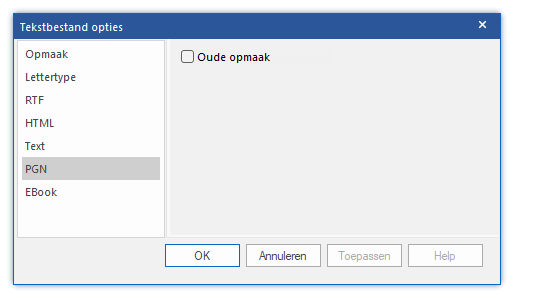 Tekstbestand opties
Opmaak
Oude opmaak
Lettertype
RTF
HTML
Text
PGN
EBook
OK
Annuleren
Toepassen
Help